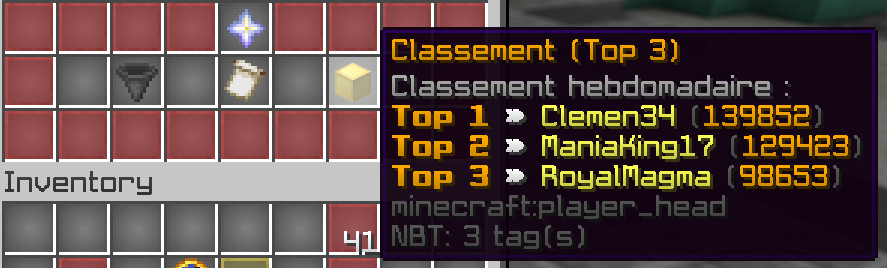 Classement (Top 3)
Classement hebdomadaire :
Top 1 » Clemen34 (139852)
Top 2 » ManiaKing17 (129423)
Top 3 » RoyalMagma (98653)
minecraft:player_head
NBT: 3 tag(s)
Inventory
41